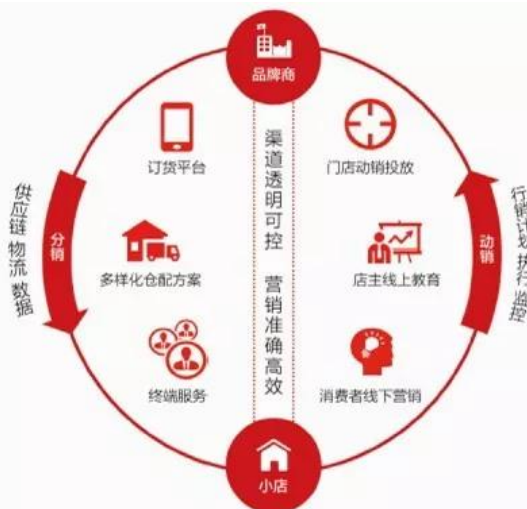 品牌商
订货平台
门店动销投放
渠道透明可控 营销准确高效
供应链 物流 数据
分销
动销
行销计划 执行 监控
多样化仓配方案
店主线上教育
终端服务
消费者线下营销
小店